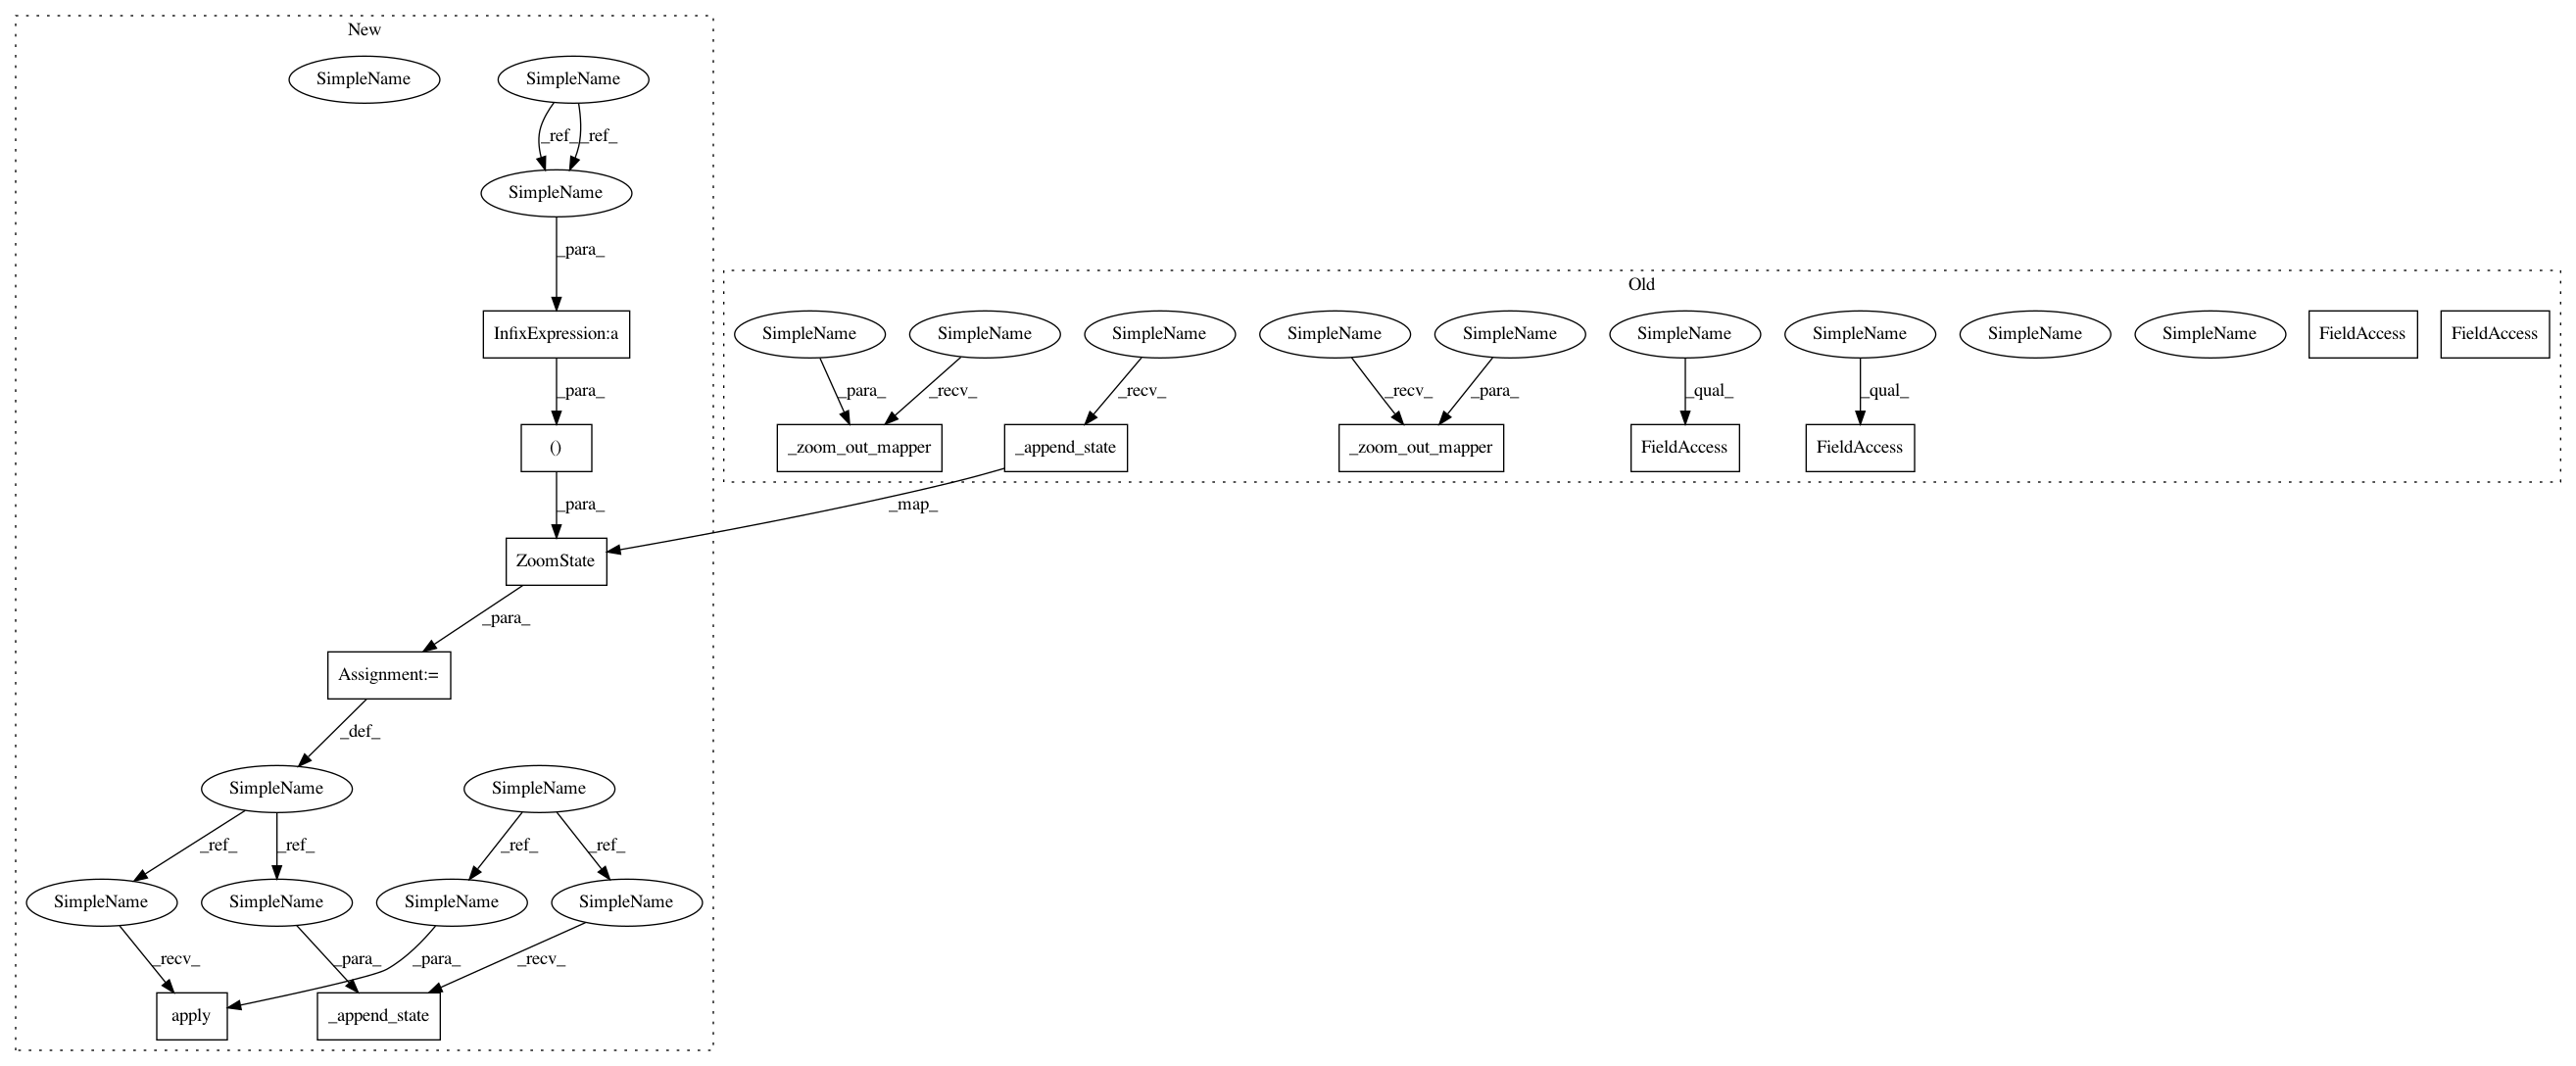 New
SimpleName
SimpleName
_ref_
_ref_
SimpleName
_para_
Old
InfixExpression:a
SimpleName
SimpleName
SimpleName
SimpleName
SimpleName
SimpleName
SimpleName
SimpleName
SimpleName
FieldAccess
FieldAccess
_para_
_para_
_recv_
_recv_
_recv_
_para_
_qual_
_qual_
()
_zoom_out_mapper
_append_state
_zoom_out_mapper
FieldAccess
FieldAccess
_para_
_map_
ZoomState
_para_
Assignment:=
_def_
SimpleName
SimpleName
_ref_
_ref_
_ref_
_ref_
SimpleName
SimpleName
SimpleName
SimpleName
_recv_
_para_
_para_
_recv_
apply
_append_state